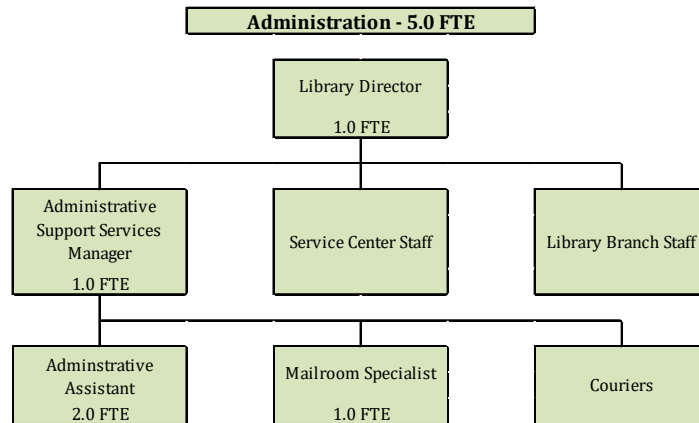 Administration - 5.0 FTE
Library Director
1.0 FTE
Administrative
Support Services
Manager
1.0 FTE
Service Center Staff
Library Branch Staff
Adminstrative
Assistant
2.0 FTE
Mailroom Specialist
1.0 FTE
Couriers